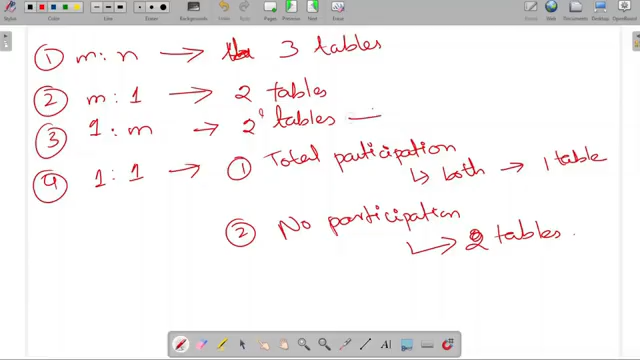 ① m : n → 3 tables
② m : 1 → 2 tables
③ 1 : m → 2 tables
④ 1 : 1 → ① Total participation
↳ both → 1 table
② No participation
↳ 2 tables